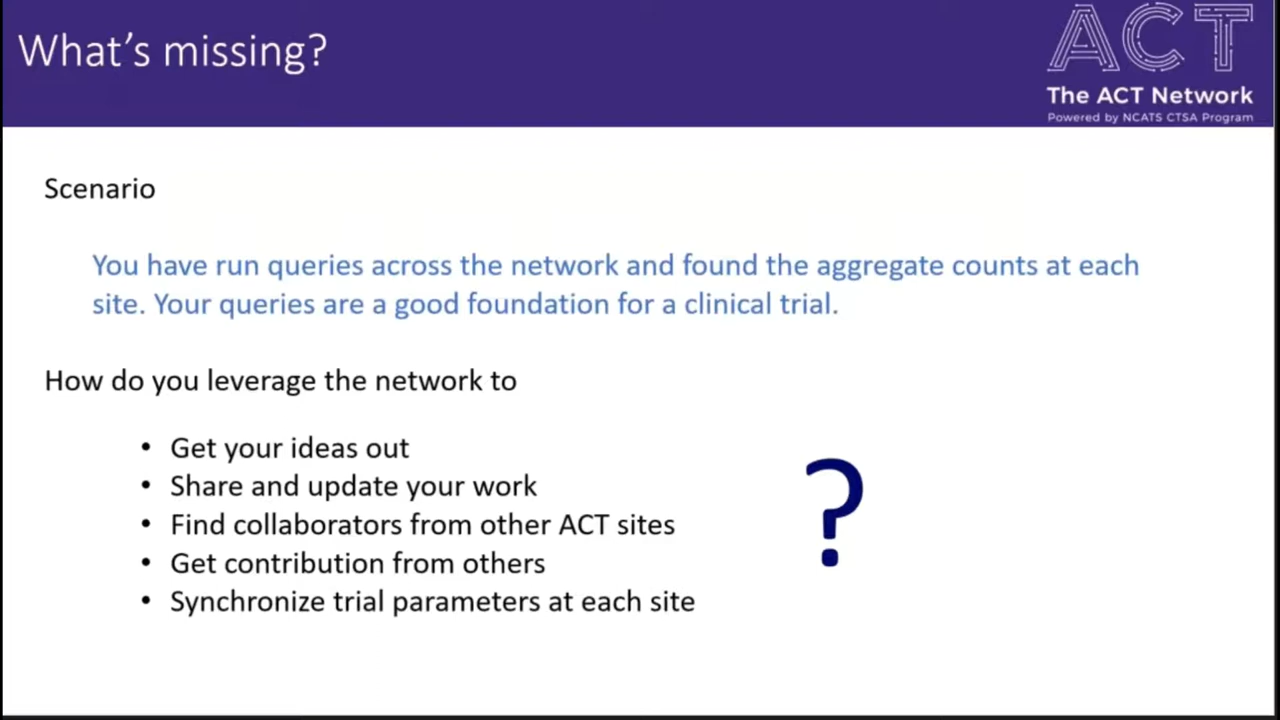 What's missing?
ACT
The ACT Network
Powered by NCATS CTSA Program
Scenario
You have run queries across the network and found the aggregate counts at each
site. Your queries are a good foundation for a clinical trial.
How do you leverage the network to
• Get your ideas out
• Share and update your work
• Find collaborators from other ACT sites
• Get contribution from others
• Synchronize trial parameters at each site
?